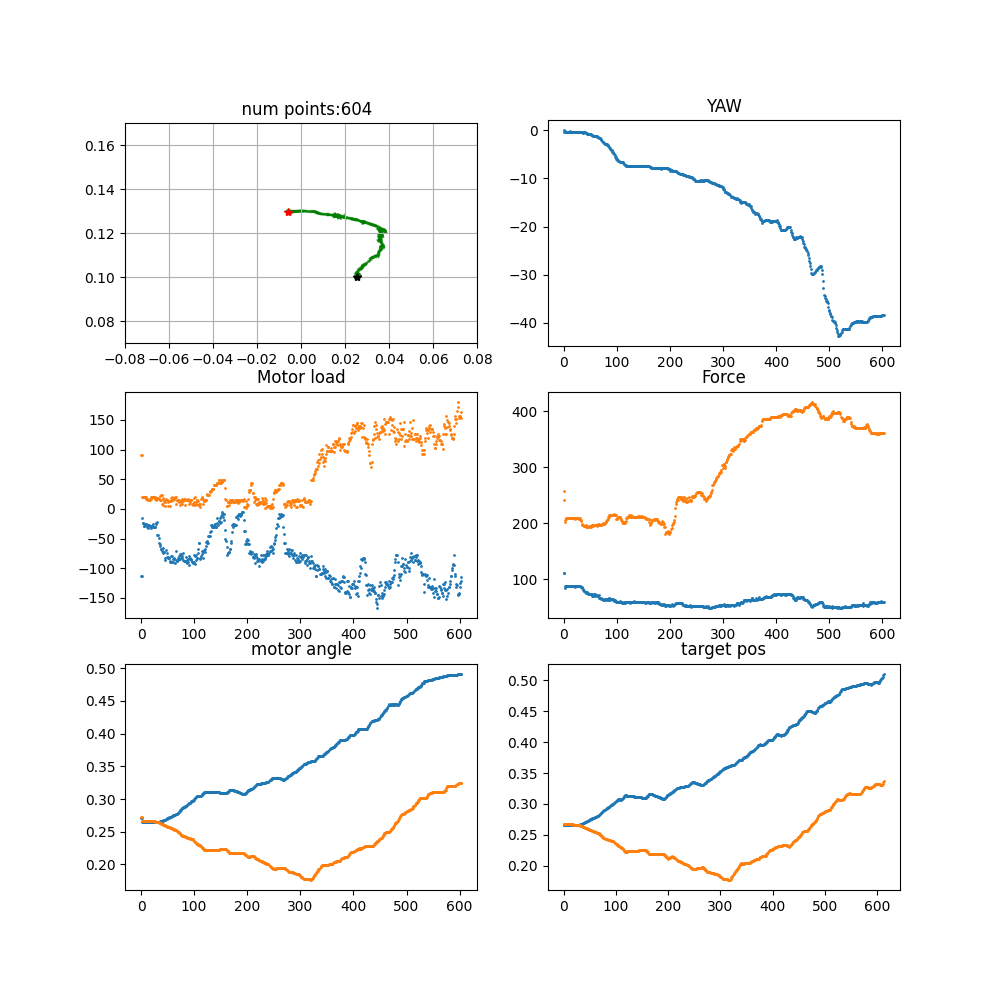 num points:604
0.16
0.14
0.12
0.10
0.08
−0.08 −0.06 −0.04 −0.02 0.00 0.02 0.04 0.06 0.08
YAW
0
−10
−20
−30
−40
0 100 200 300 400 500 600
Motor load
150
100
50
0
−50
−100
−150
0 100 200 300 400 500 600
Force
400
300
200
100
0 100 200 300 400 500 600
motor angle
0.50
0.45
0.40
0.35
0.30
0.25
0.20
0 100 200 300 400 500 600
target pos
0.50
0.45
0.40
0.35
0.30
0.25
0.20
0 100 200 300 400 500 600